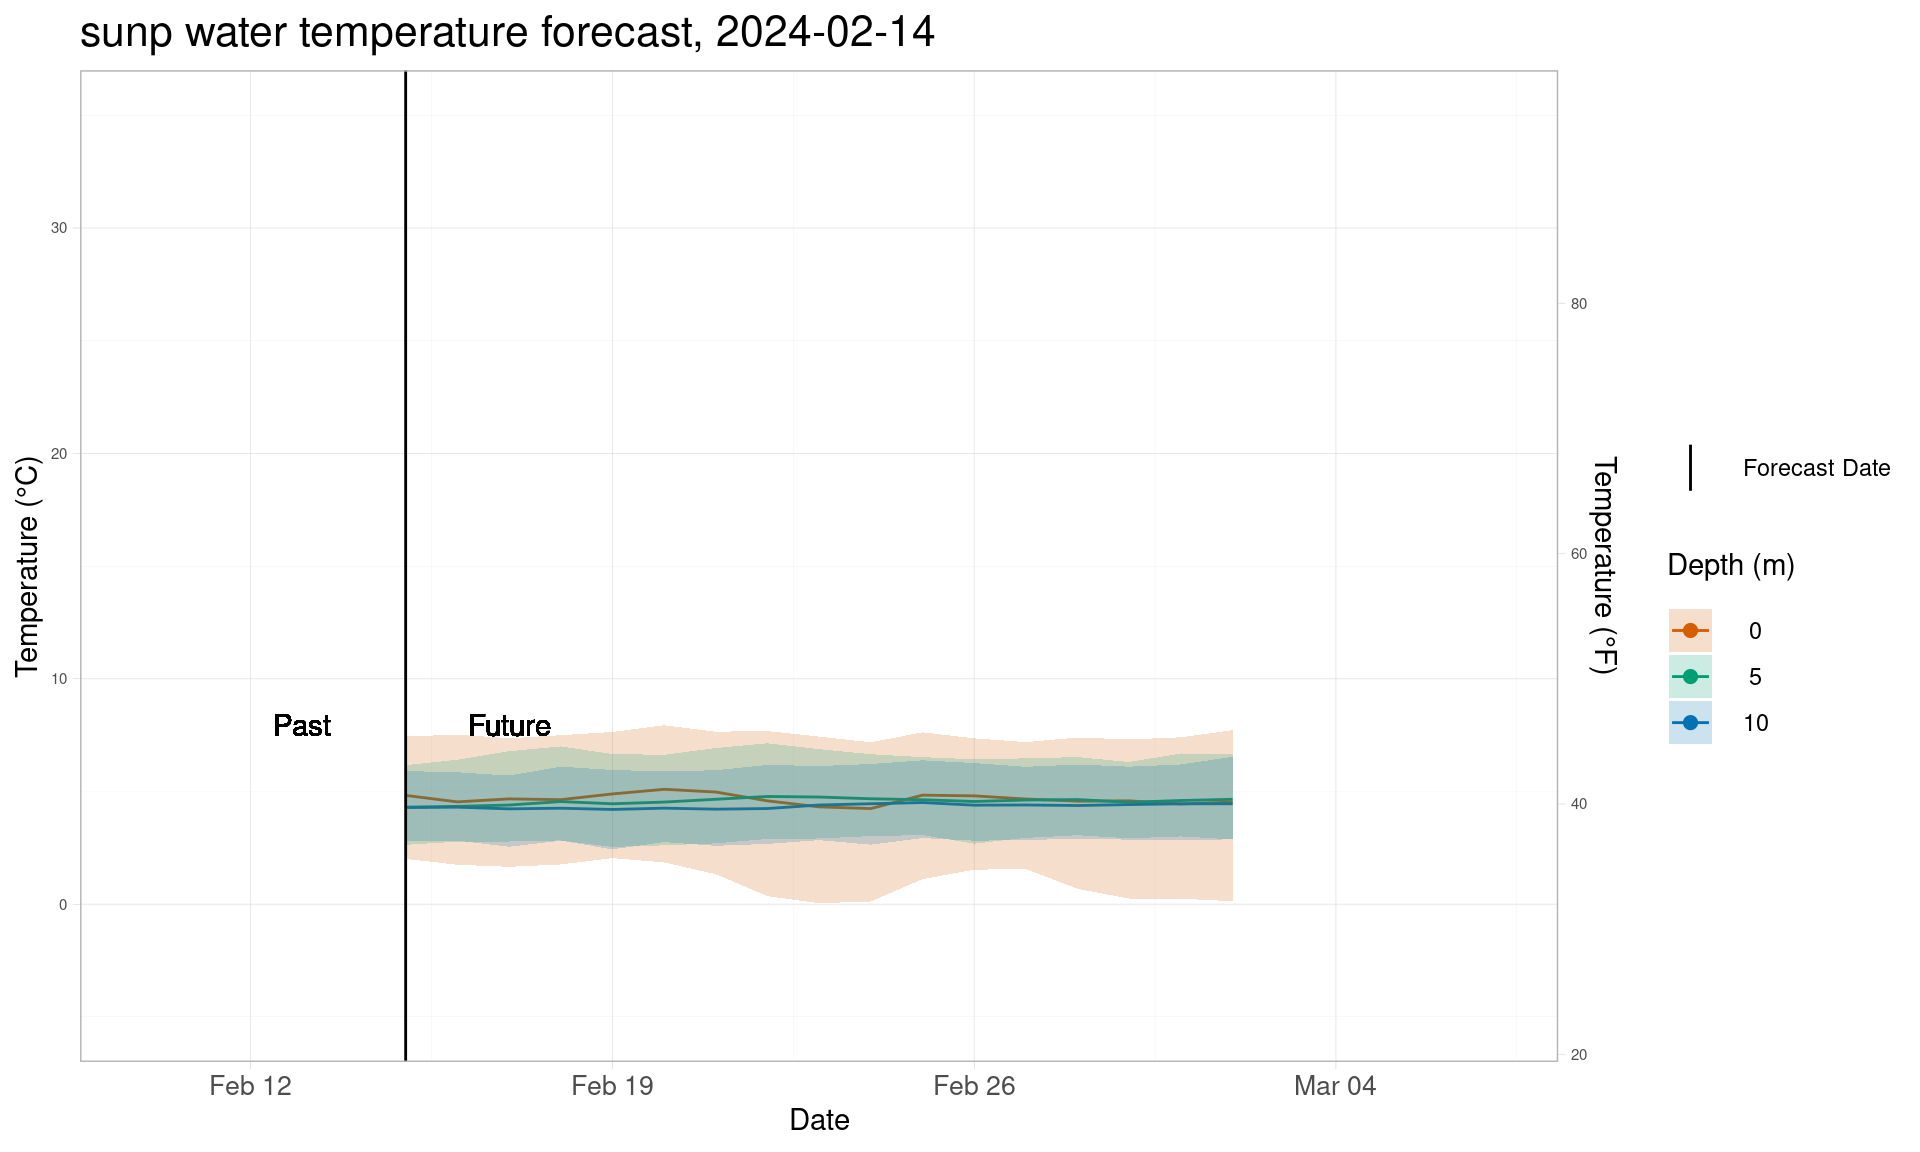 sunp water temperature forecast, 2024-02-14
Temperature (°C)
30
20
10
0
Past
Future
80
60
40
20
Temperature (°F)
Feb 12
Feb 19
Feb 26
Mar 04
Date
Forecast Date
Depth (m)
0
5
10